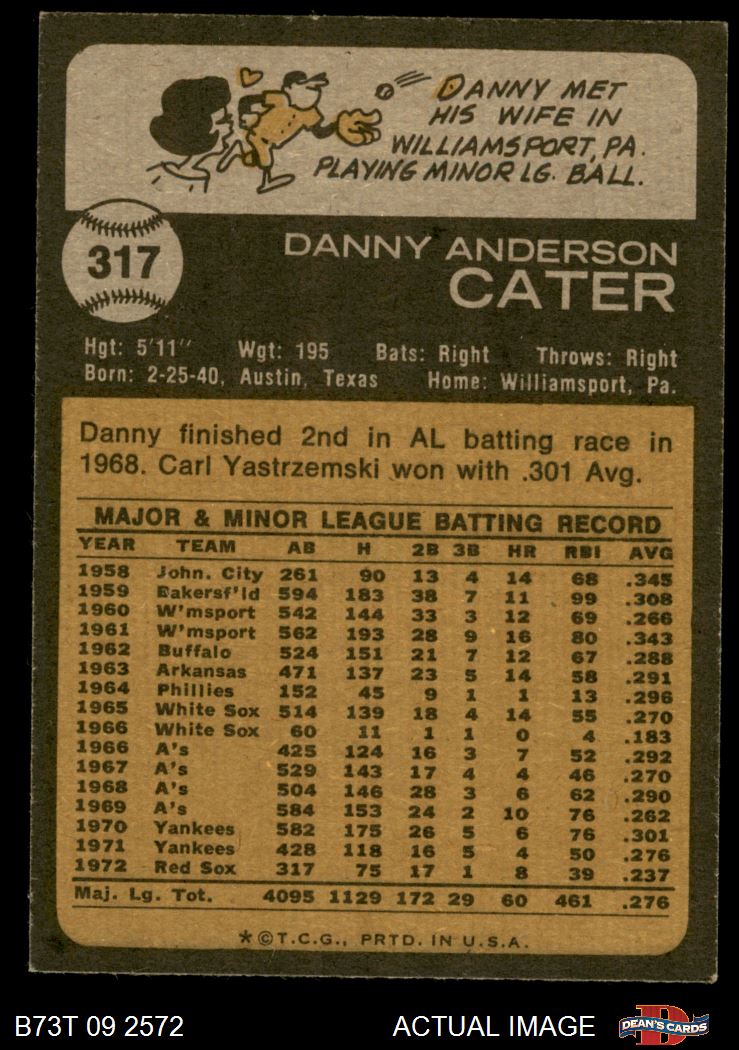 DANNY MET
HIS WIFE IN
WILLIAMSPORT, PA.
PLAYING MINOR LG. BALL.
317
DANNY ANDERSON
CATER
Hgt: 5'11" Wgt: 195 Bats: Right Throws: Right
Born: 2-25-40, Austin, Texas Home: Williamsport, Pa.
Danny finished 2nd in AL batting race in
1968. Carl Yastrzemski won with .301 Avg.
MAJOR & MINOR LEAGUE BATTING RECORD
YEAR TEAM AB H 2B 3B HR RBI AVG
1958 John. City 261 90 13 4 14 68 .345
1959 Bakersf'ld 594 183 38 7 11 99 .308
1960 W'msport 542 144 33 3 12 69 .266
1961 W'msport 562 193 28 9 16 80 .343
1962 Buffalo 524 151 21 7 12 67 .288
1963 Arkansas 471 137 23 5 14 58 .291
1964 Phillies 152 45 9 1 1 13 .296
1965 White Sox 514 139 18 4 14 55 .270
1966 White Sox 60 11 1 1 0 4 .183
1966 A's 425 124 16 3 7 52 .292
1967 A's 529 143 17 4 4 46 .270
1968 A's 504 146 28 3 6 62 .290
1969 A's 584 153 24 2 10 76 .262
1970 Yankees 582 175 26 5 6 76 .301
1971 Yankees 428 118 16 5 4 50 .276
1972 Red Sox 317 75 17 1 8 39 .237
Maj. Lg. Tot. 4095 1129 172 29 60 461 .276
*©T.C.G., PRTD. IN U.S.A.
B73T 09 2572 ACTUAL IMAGE D DEAN'S CARDS